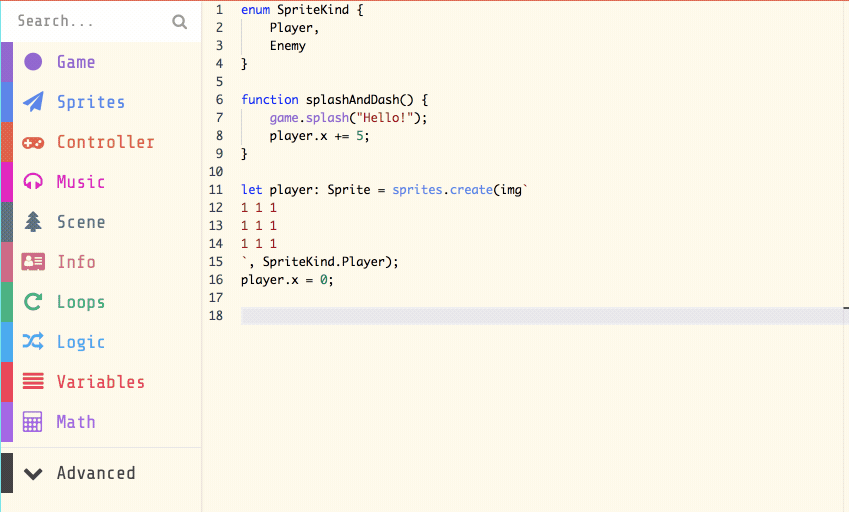 Search...
Game
Sprites
Controller
Music
Scene
Info
Loops
Logic
Variables
Math
Advanced
1 enum SpriteKind {
2     Player,
3     Enemy
4 }
5
6 function splashAndDash() {
7     game.splash("Hello!");
8     player.x += 5;
9 }
10
11 let player: Sprite = sprites.create(img`
12 1 1 1
13 1 1 1
14 1 1 1
15 `, SpriteKind.Player);
16 player.x = 0;
17
18